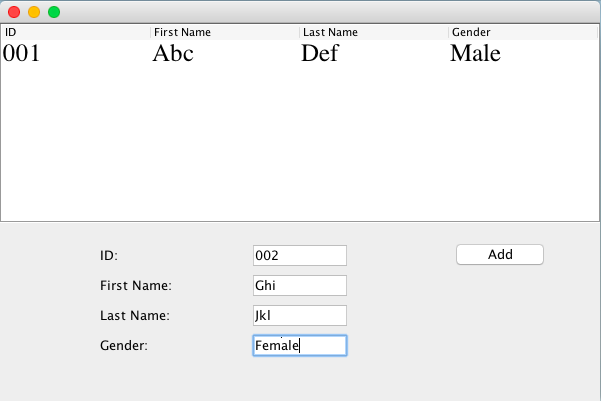 ID First Name Last Name Gender
001 Abc Def Male
ID: 002 Add
First Name: Ghi
Last Name: Jkl
Gender: Female